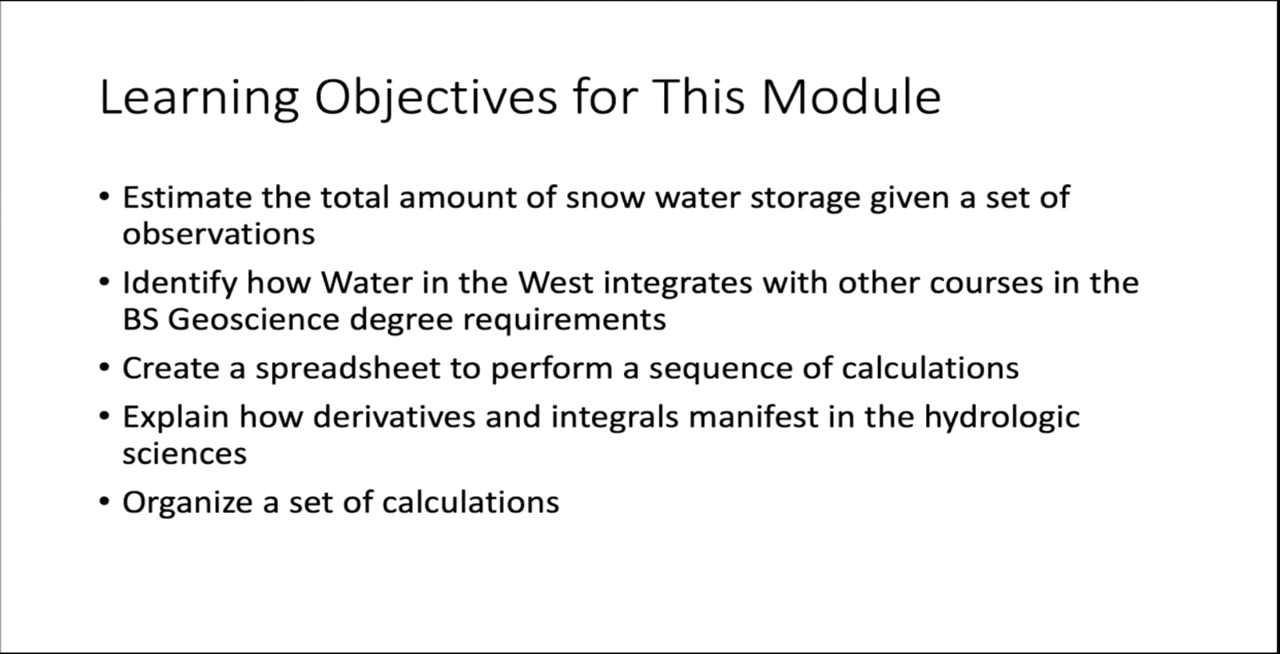 Learning Objectives for This Module
• Estimate the total amount of snow water storage given a set of
observations
• Identify how Water in the West integrates with other courses in the
BS Geoscience degree requirements
• Create a spreadsheet to perform a sequence of calculations
• Explain how derivatives and integrals manifest in the hydrologic
sciences
• Organize a set of calculations